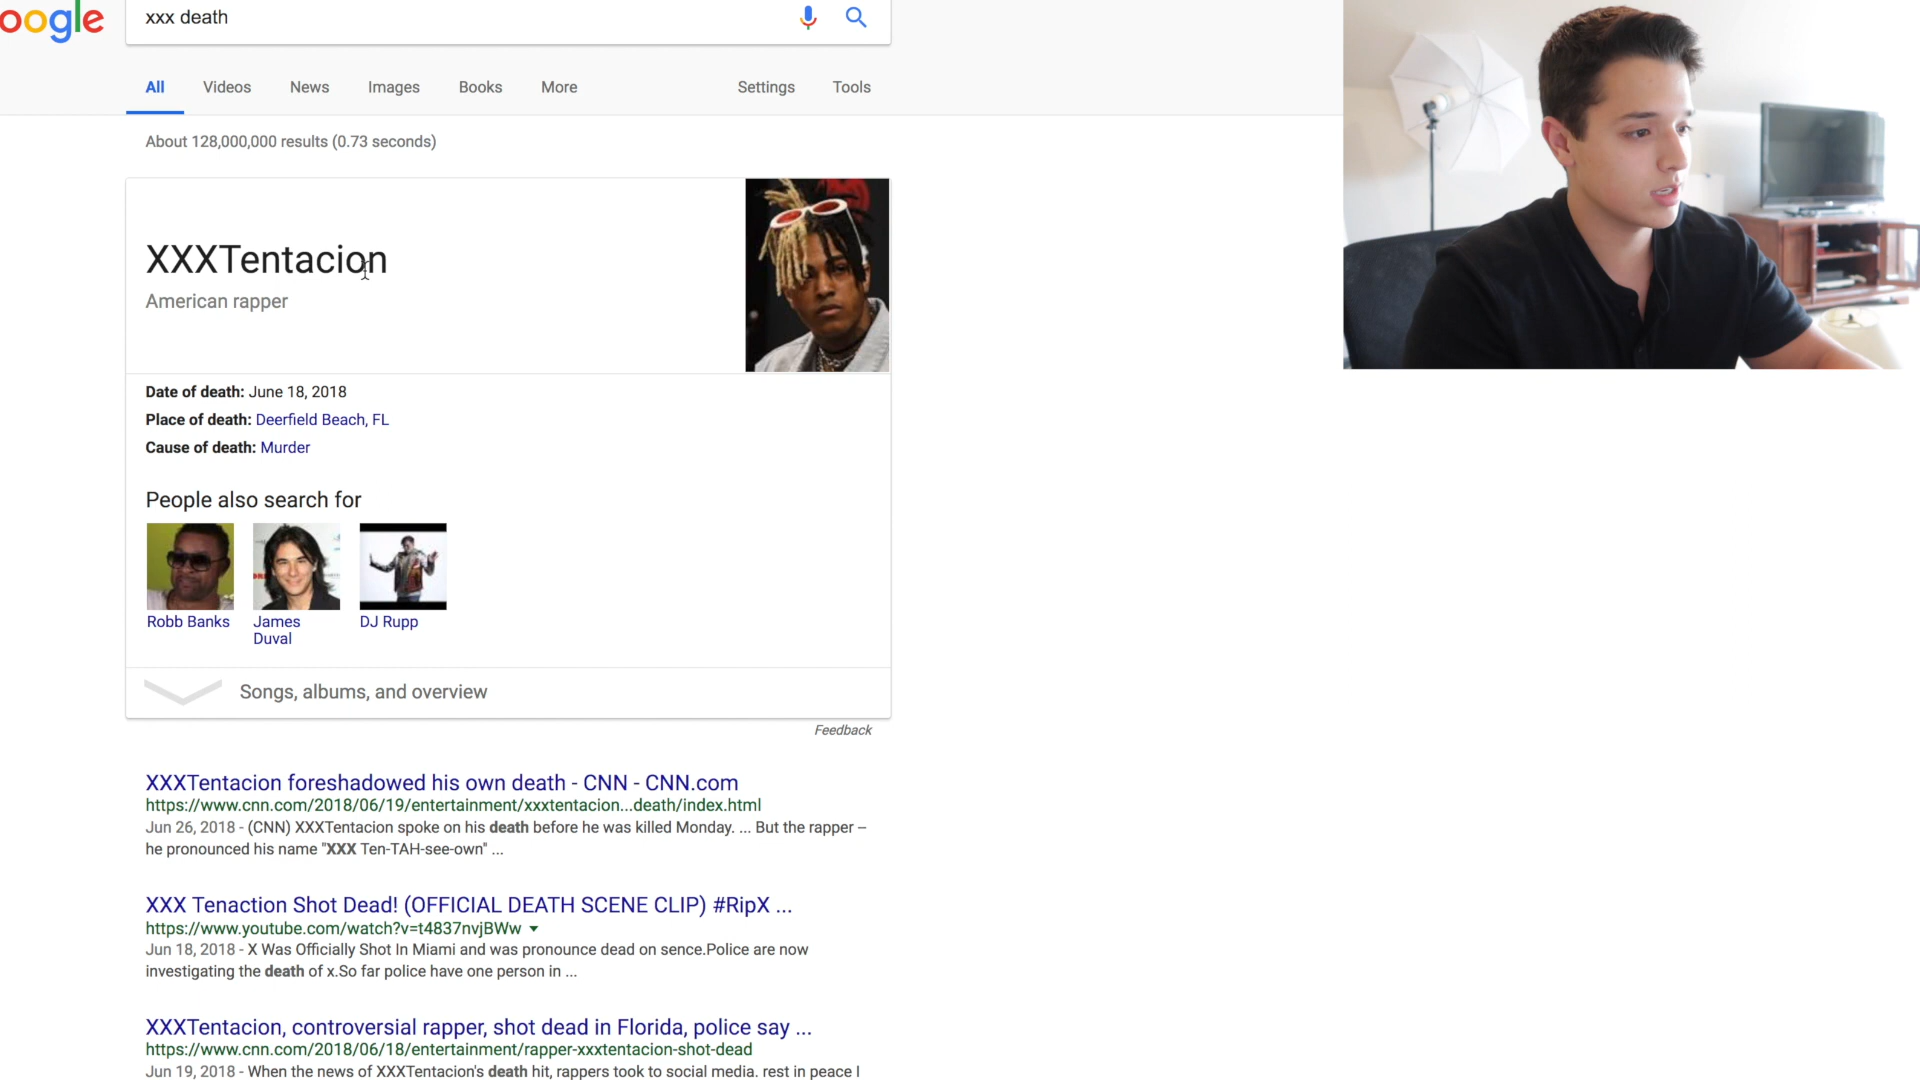 oogle
xxx death
All Videos News Images Books More Settings Tools
About 128,000,000 results (0.73 seconds)
XXXTentacion
American rapper
Date of death: June 18, 2018
Place of death: Deerfield Beach, FL
Cause of death: Murder
People also search for
Robb Banks
James
Duval
DJ Rupp
Songs, albums, and overview
Feedback
XXXTentacion foreshadowed his own death - CNN - CNN.com
https://www.cnn.com/2018/06/19/entertainment/xxxtentacion...death/index.html
Jun 26, 2018 - (CNN) XXXTentacion spoke on his death before he was killed Monday. ... But the rapper –
he pronounced his name "XXX Ten-TAH-see-own" ...
XXX Tenaction Shot Dead! (OFFICIAL DEATH SCENE CLIP) #RipX ...
https://www.youtube.com/watch?v=t4837nvjBWw
Jun 18, 2018 - X Was Officially Shot In Miami and was pronounce dead on sence.Police are now
investigating the death of x.So far police have one person in ...
XXXTentacion, controversial rapper, shot dead in Florida, police say ...
https://www.cnn.com/2018/06/18/entertainment/rapper-xxxtentacion-shot-dead
Jun 19, 2018 - When the news of XXXTentacion's death hit, rappers took to social media. rest in peace I